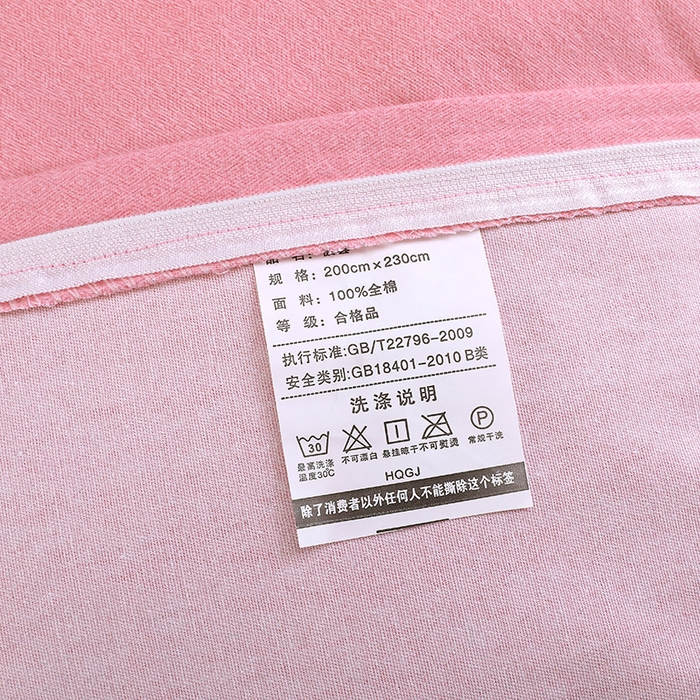 规 格：200cm×230cm
面 料：100%全棉
等 级：合格品
执行标准:GB/T22796-2009
安全类别:GB18401-2010 B类
洗涤说明
30 P
最高洗涤温度30℃ 不可漂白 悬挂晾干 不可熨烫 常规干洗
HQGJ
除了消费者以外任何人不能撕除这个标签